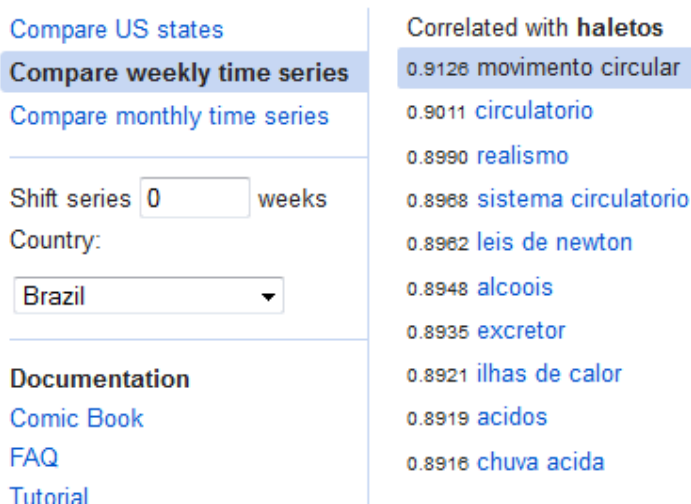 Compare US states
Compare weekly time series
Compare monthly time series
Shift series 0 weeks
Country:
Brazil
Documentation
Comic Book
FAQ
Tutorial
Correlated with haletos
0.9126 movimento circular
0.9011 circulatorio
0.8990 realismo
0.8968 sistema circulatorio
0.8962 leis de newton
0.8948 alcoois
0.8935 excretor
0.8921 ilhas de calor
0.8919 acidos
0.8916 chuva acida